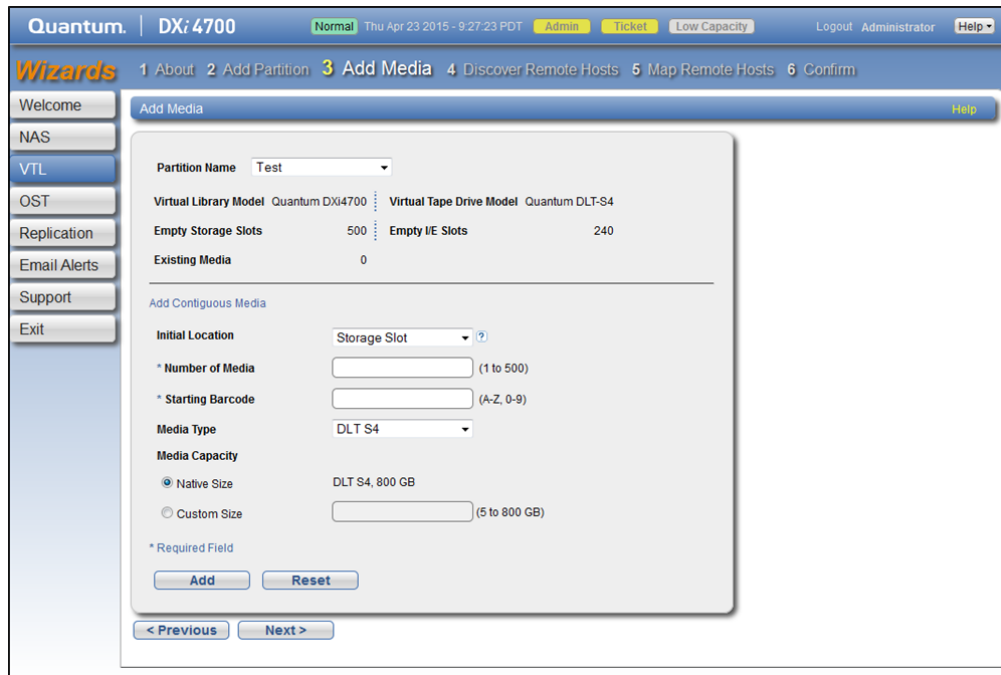 Quantum. DXi4700 Normal Thu Apr 23 2015 - 9:27:23 PDT Admin Ticket Low Capacity Logout Administrator Help
Wizards 1 About 2 Add Partition 3 Add Media 4 Discover Remote Hosts 5 Map Remote Hosts 6 Confirm
Welcome
NAS
VTL
OST
Replication
Email Alerts
Support
Exit
Add Media Help
Partition Name Test
Virtual Library Model Quantum DXi4700 Virtual Tape Drive Model Quantum DLT-S4
Empty Storage Slots 500 Empty I/E Slots 240
Existing Media 0
Add Contiguous Media
Initial Location Storage Slot ?
* Number of Media (1 to 500)
* Starting Barcode (A-Z, 0-9)
Media Type DLT S4
Media Capacity
Native Size DLT S4, 800 GB
Custom Size (5 to 800 GB)
* Required Field
Add Reset
< Previous Next >